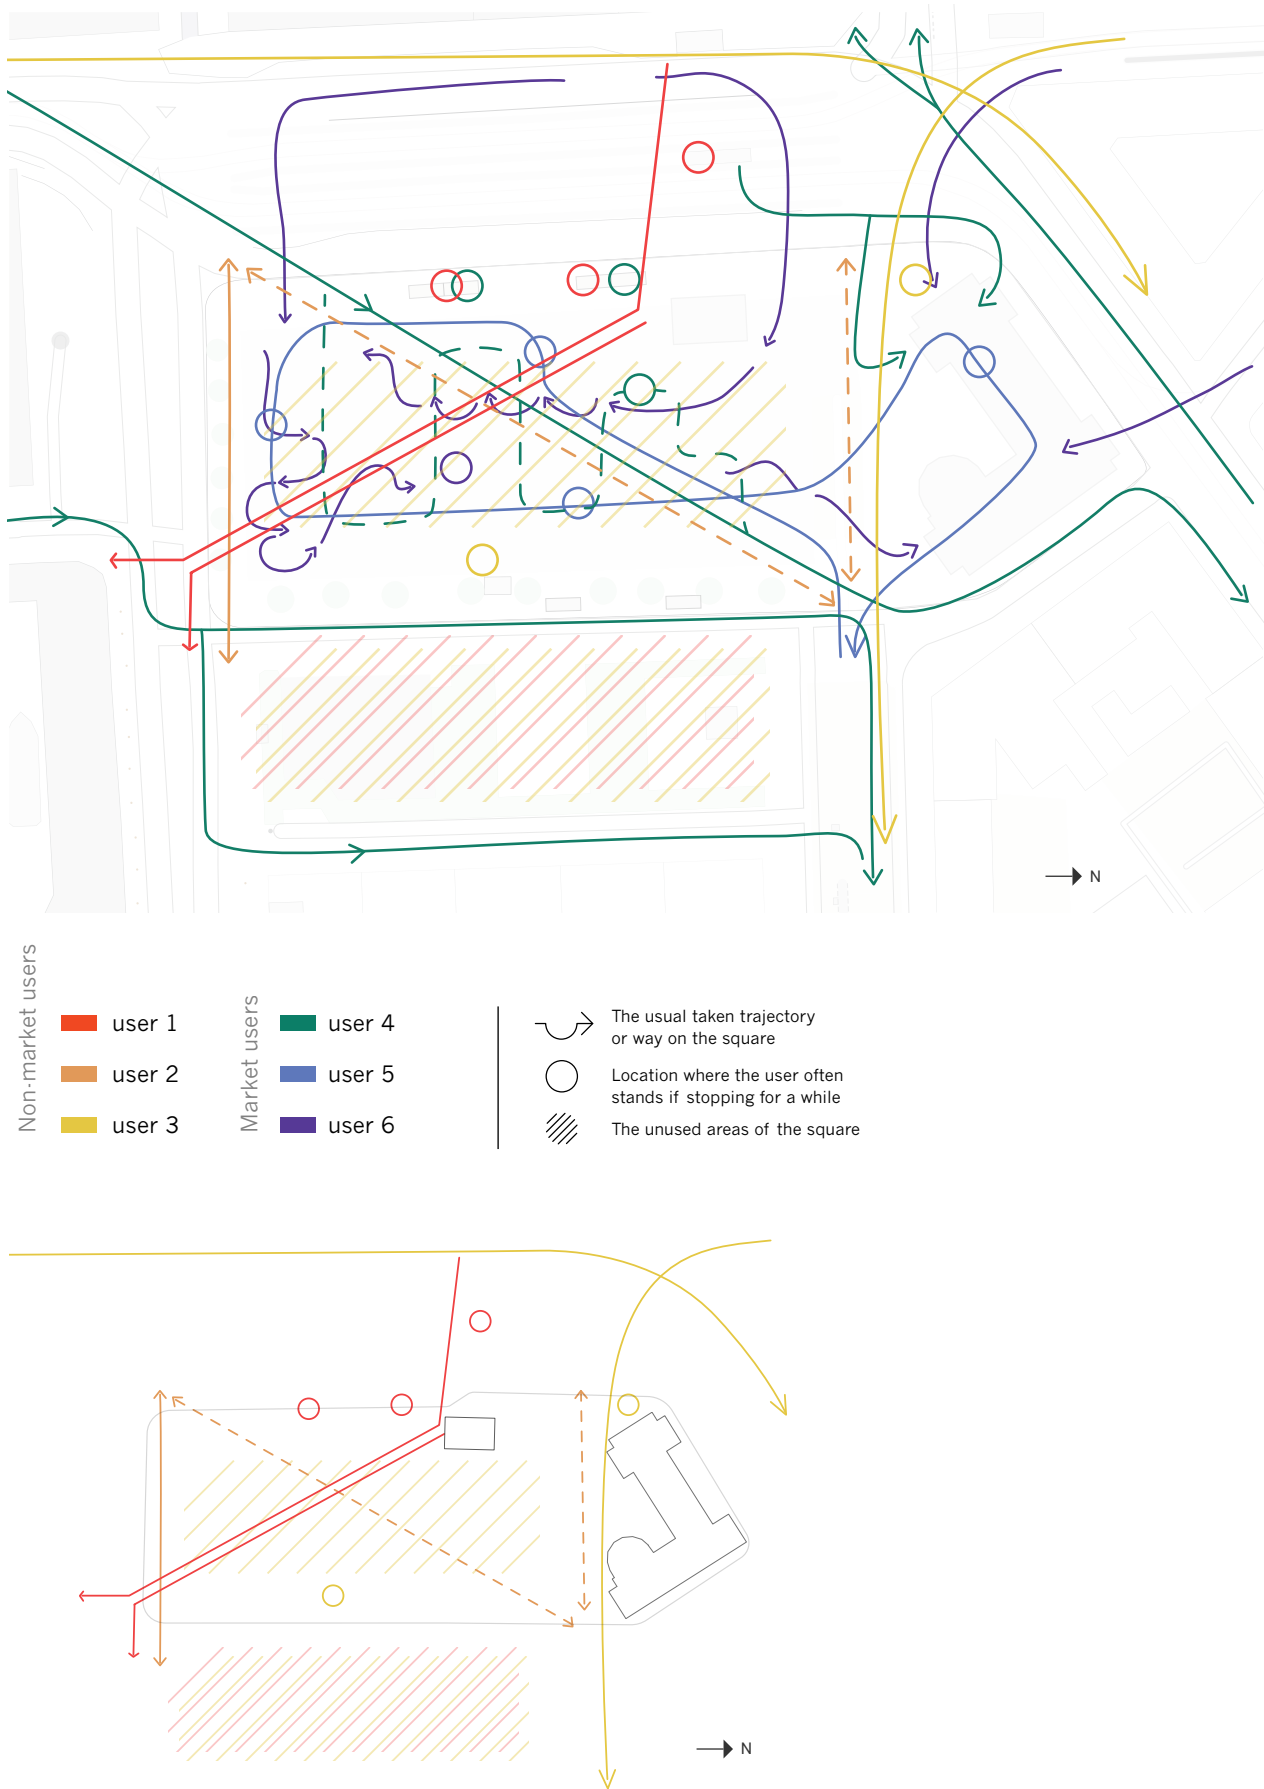 N
Non-market users
user 1
user 2
user 3
Market users
user 4
user 5
user 6
The usual taken trajectory
or way on the square
Location where the user often
stands if stopping for a while
The unused areas of the square
N